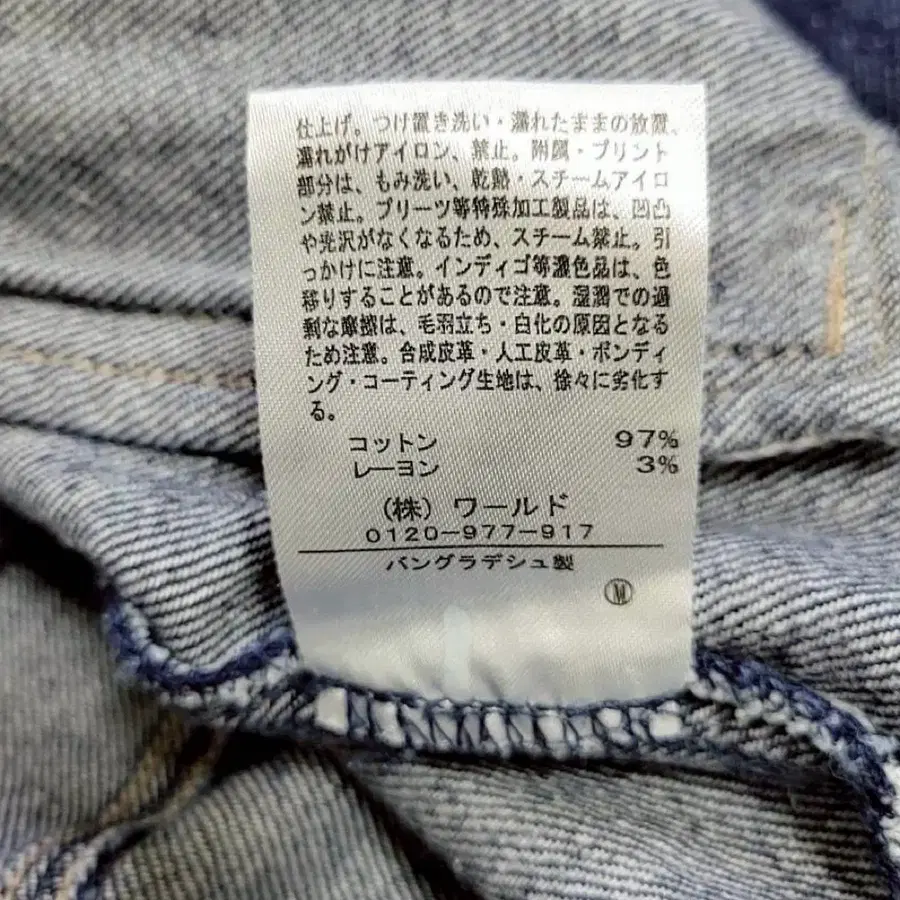 仕上げ。つけ置き洗い・濡れたままの放置、
濡れがけアイロン、禁止。附属・プリント
部分は、もみ洗い、乾熱・スチームアイロ
ン禁止。プリーツ等特殊加工製品は、凹凸
や光沢がなくなるため、スチーム禁止。引
っかけに注意。インディゴ等濃色品は、色
移りすることがあるので注意。湿潤での過
剰な摩擦は、毛羽立ち・白化の原因となる
ため注意。合成皮革・人工皮革・ボンディ
ング・コーティング生地は、徐々に劣化す
る。
コットン 97%
レーヨン 3%
(株)ワールド
0120-977-917
バングラデシュ製
Ⓜ